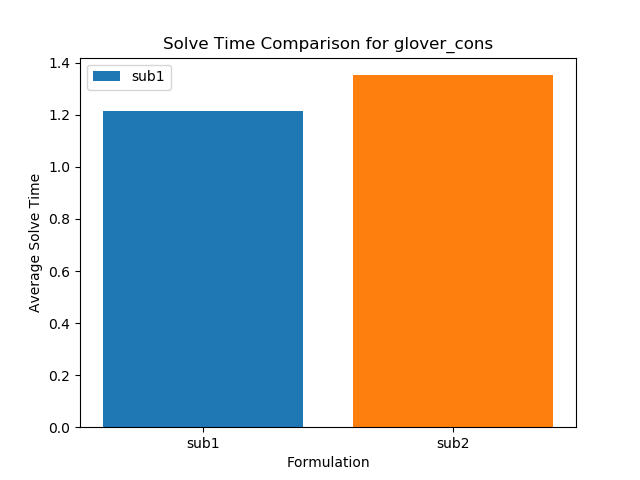 Solve Time Comparison for glover_cons
sub1
1.4
1.2
1.0
0.8
0.6
0.4
0.2
0.0
Average Solve Time
sub1
sub2
Formulation